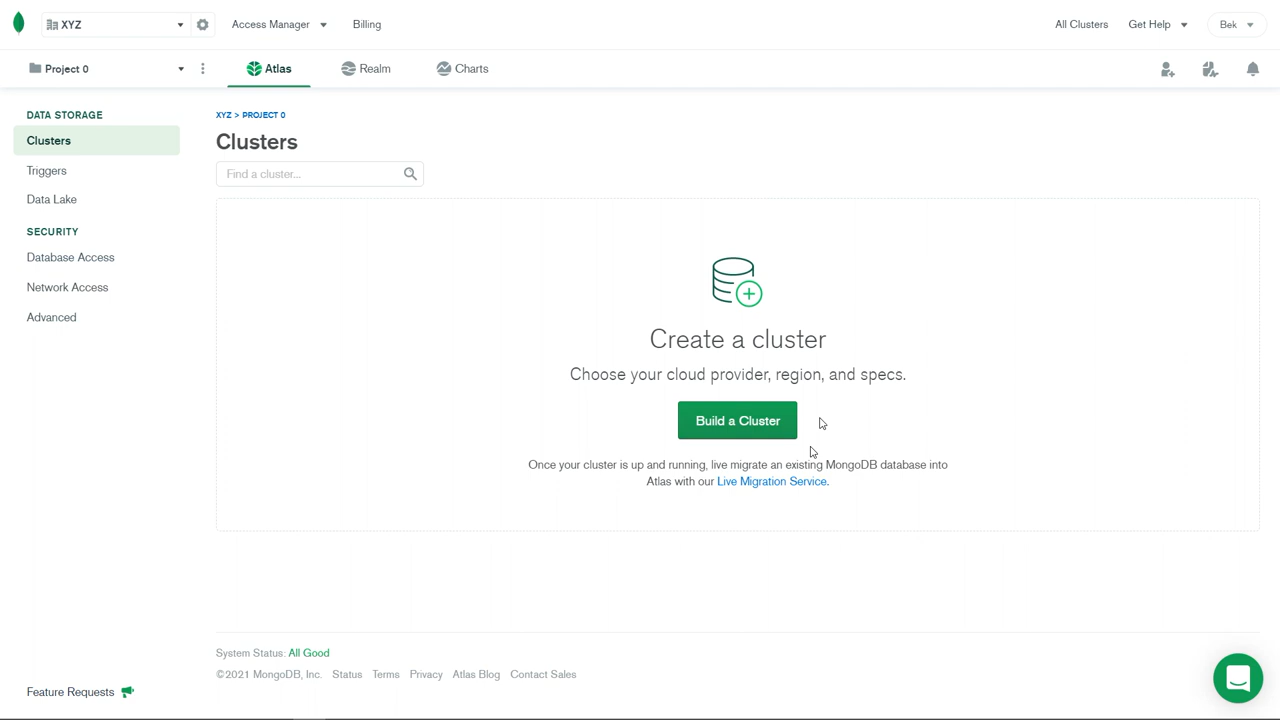 XYZ
Access Manager
Billing
All Clusters
Get Help
Bek
Project 0
Atlas
Realm
Charts
DATA STORAGE
Clusters
Triggers
Data Lake
SECURITY
Database Access
Network Access
Advanced
Feature Requests
XYZ > PROJECT 0
Clusters
Find a cluster...
Create a cluster
Choose your cloud provider, region, and specs.
Build a Cluster
Once your cluster is up and running, live migrate an existing MongoDB database into
Atlas with our Live Migration Service.
System Status: All Good
©2021 MongoDB, Inc. Status Terms Privacy Atlas Blog Contact Sales